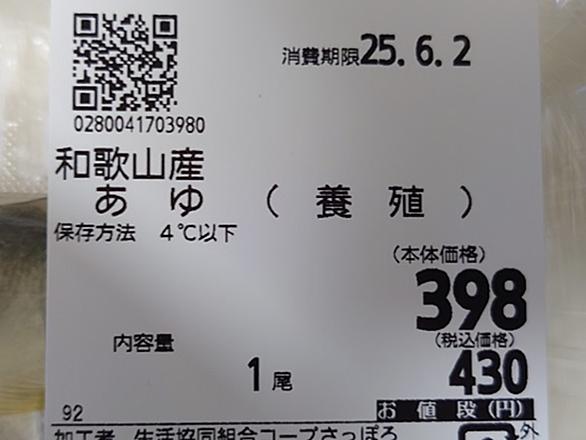 消費期限25.6.2
0280041703980
和歌山産
あゆ（養殖）
保存方法 4℃以下
(本体価格)
398
(税込価格)
内容量
1尾
430
92
お値段(円)
加工者 生活協同組合コープさっぽろ
外